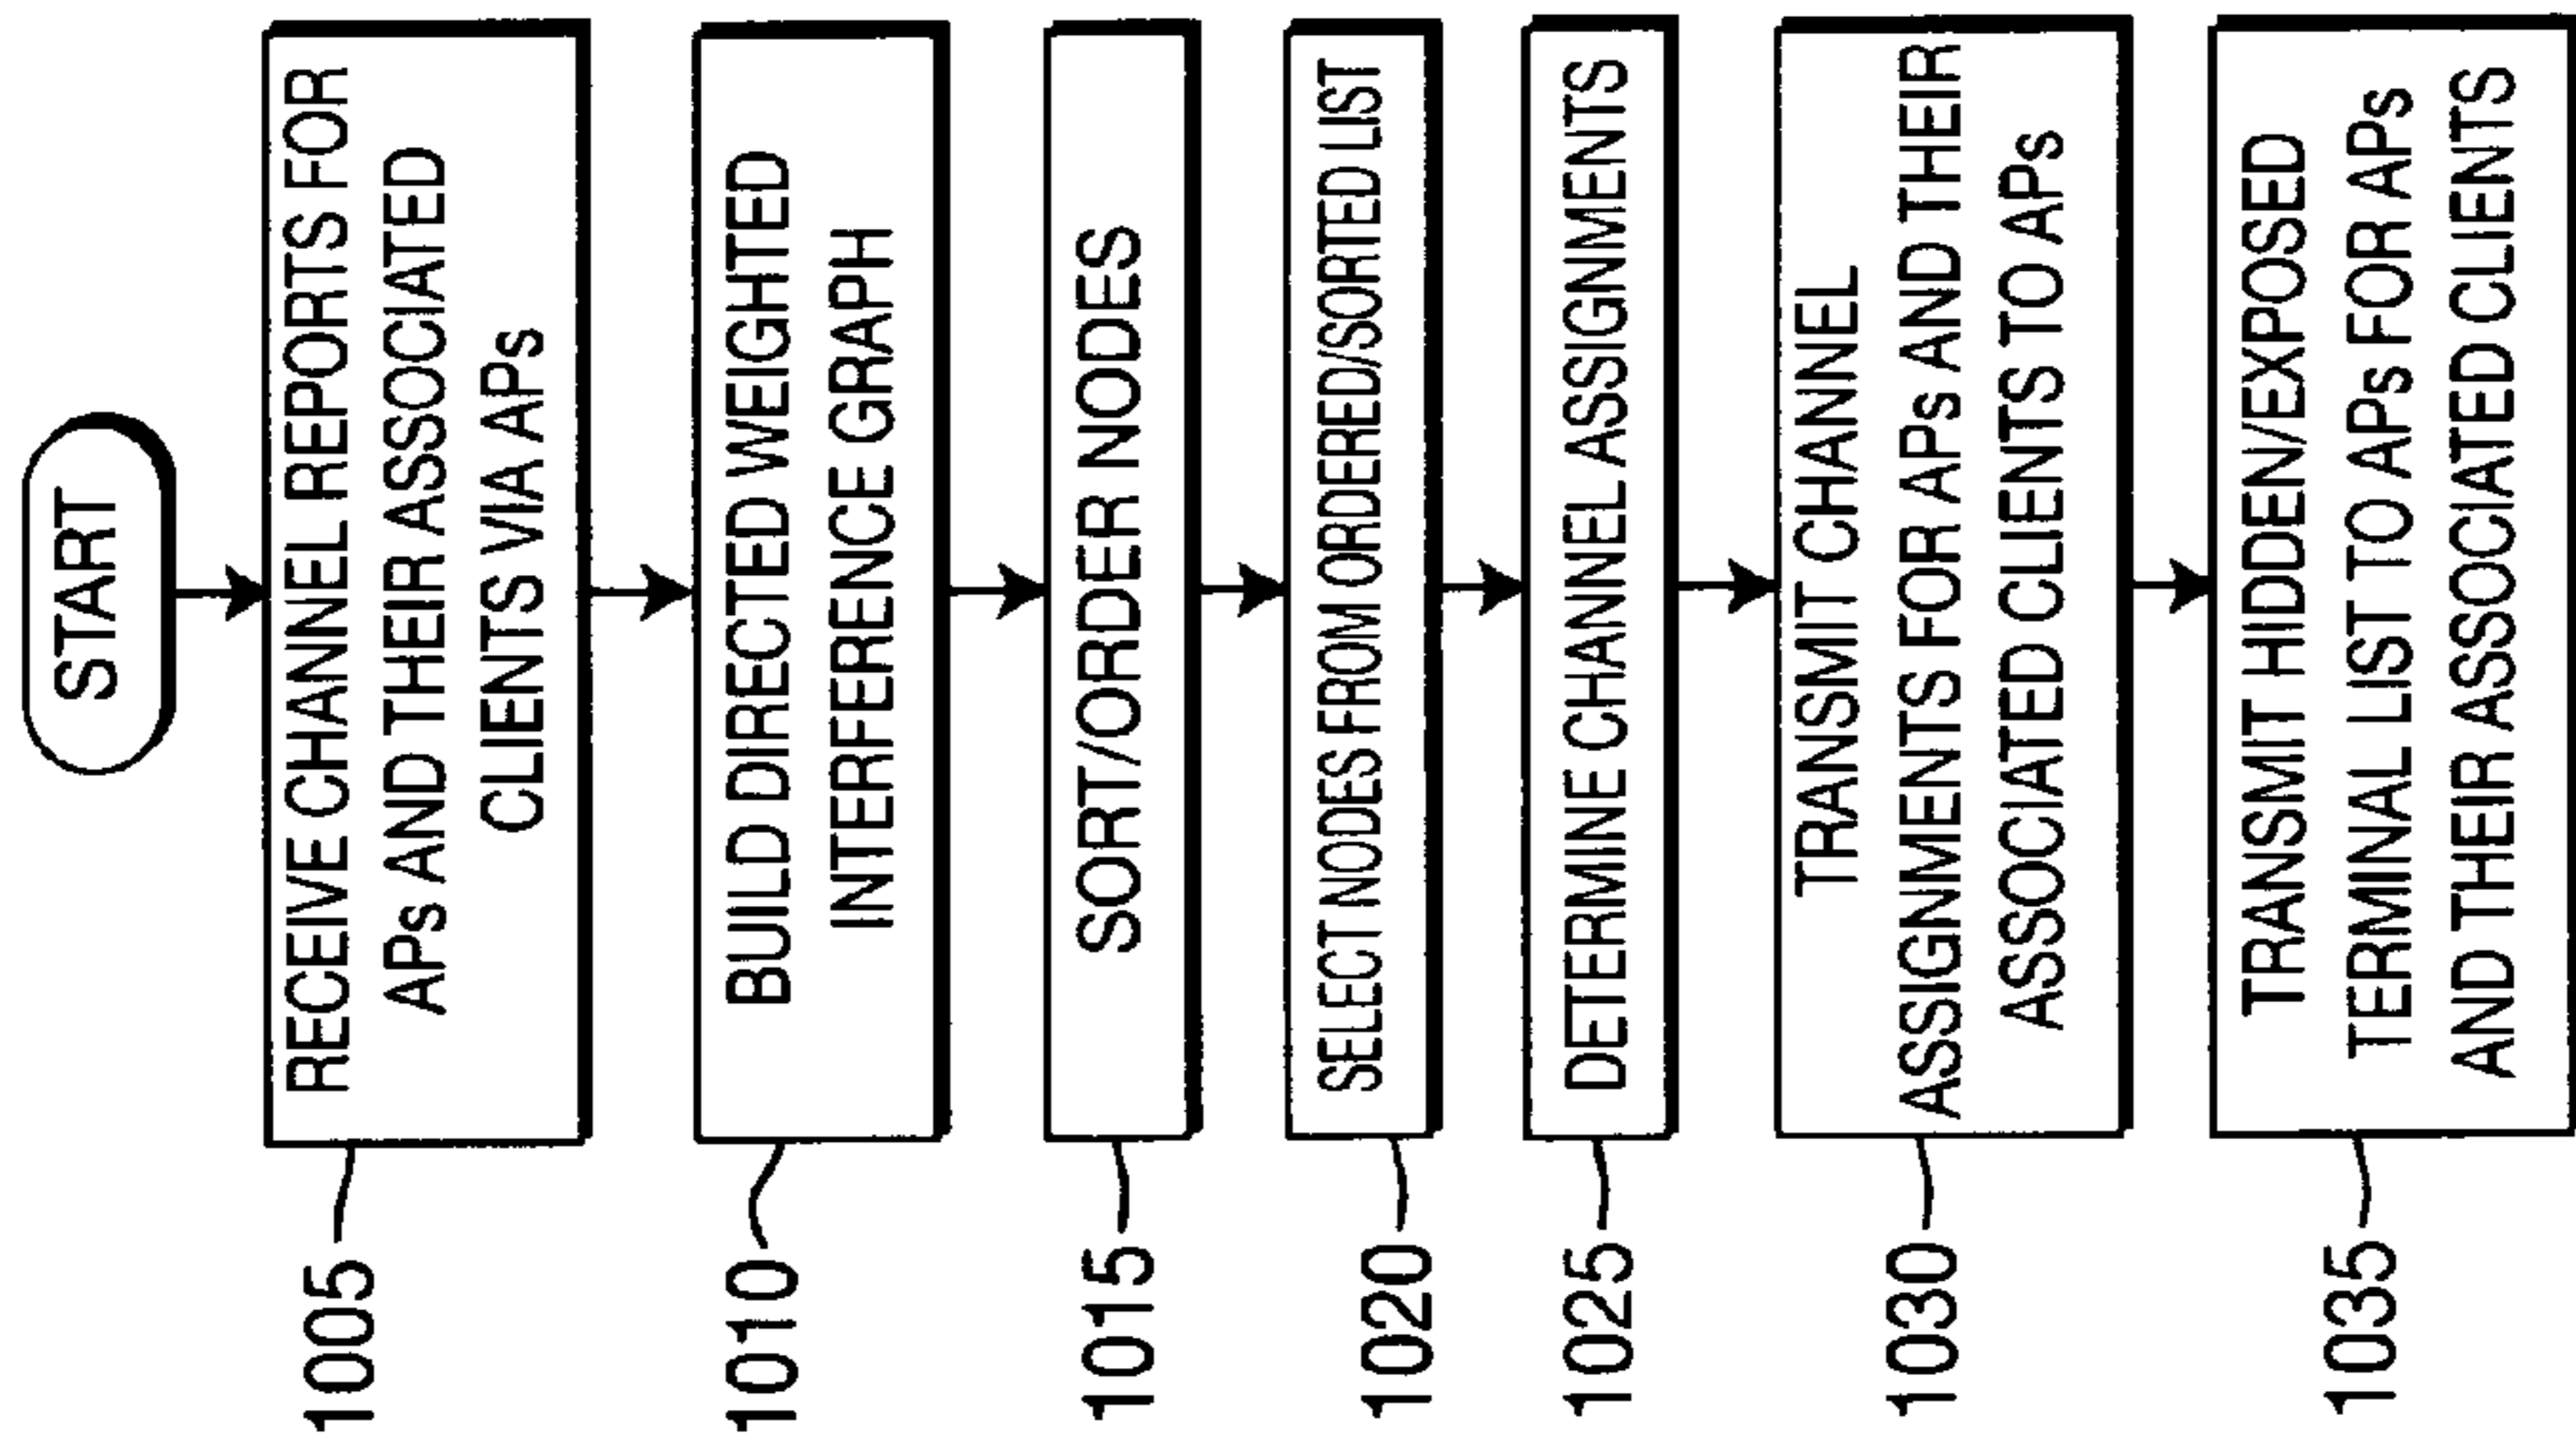 START
RECEIVE CHANNEL REPORTS FOR
APs AND THEIR ASSOCIATED
CLIENTS VIA APs
1005
BUILD DIRECTED WEIGHTED
INTERFERENCE GRAPH
1010
SORT/ORDER NODES
1015
SELECT NODES FROM ORDERED/SORTED LIST
1020
DETERMINE CHANNEL ASSIGNMENTS
1025
TRANSMIT CHANNEL
ASSIGNMENTS FOR APs AND THEIR
ASSOCIATED CLIENTS TO APs
1030
TRANSMIT HIDDEN/EXPOSED
TERMINAL LIST TO APs FOR APs
AND THEIR ASSOCIATED CLIENTS
1035